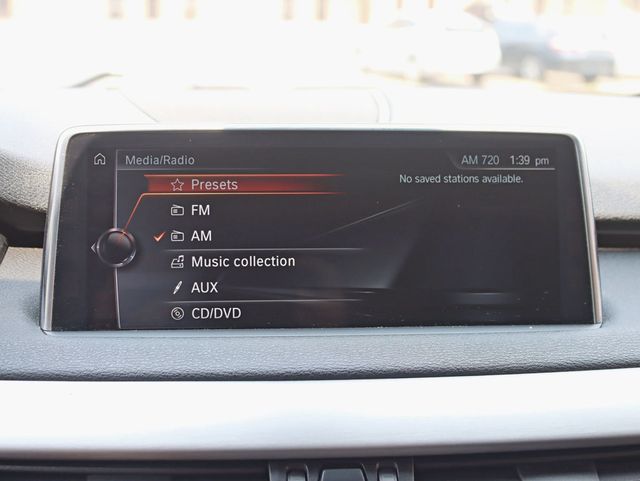 Media/Radio AM 720 1:39 pm
Presets
No saved stations available.
FM
AM
Music collection
AUX
CD/DVD